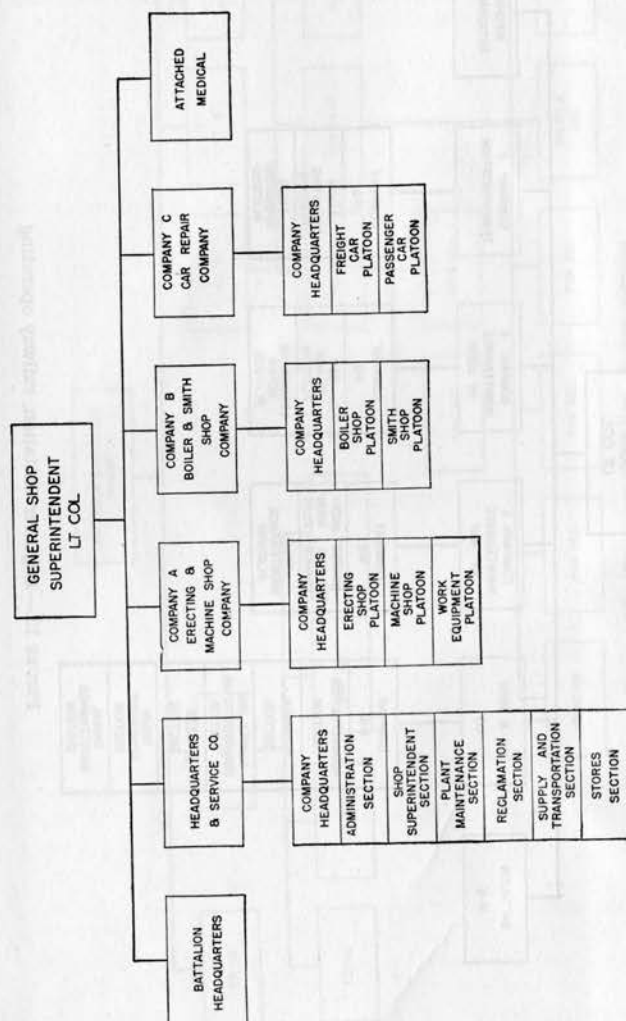 GENERAL SHOP
SUPERINTENDENT
LT COL
BATTALION
HEADQUARTERS
HEADQUARTERS
& SERVICE CO.
COMPANY A
ERECTING &
MACHINE SHOP
COMPANY
COMPANY B
BOILER & SMITH
SHOP
COMPANY
COMPANY C
CAR REPAIR
COMPANY
ATTACHED
MEDICAL
COMPANY
HEADQUARTERS
ADMINISTRATION
SECTION
SHOP
SUPERINTENDENT
SECTION
PLANT
MAINTENANCE
SECTION
RECLAMATION
SECTION
SUPPLY AND
TRANSPORTATION
SECTION
STORES
SECTION
COMPANY
HEADQUARTERS
ERECTING
SHOP
PLATOON
MACHINE
SHOP
PLATOON
WORK
EQUIPMENT
PLATOON
COMPANY
HEADQUARTERS
BOILER
SHOP
PLATOON
SMITH
SHOP
PLATOON
COMPANY
HEADQUARTERS
FREIGHT
CAR
PLATOON
PASSENGER
CAR
PLATOON